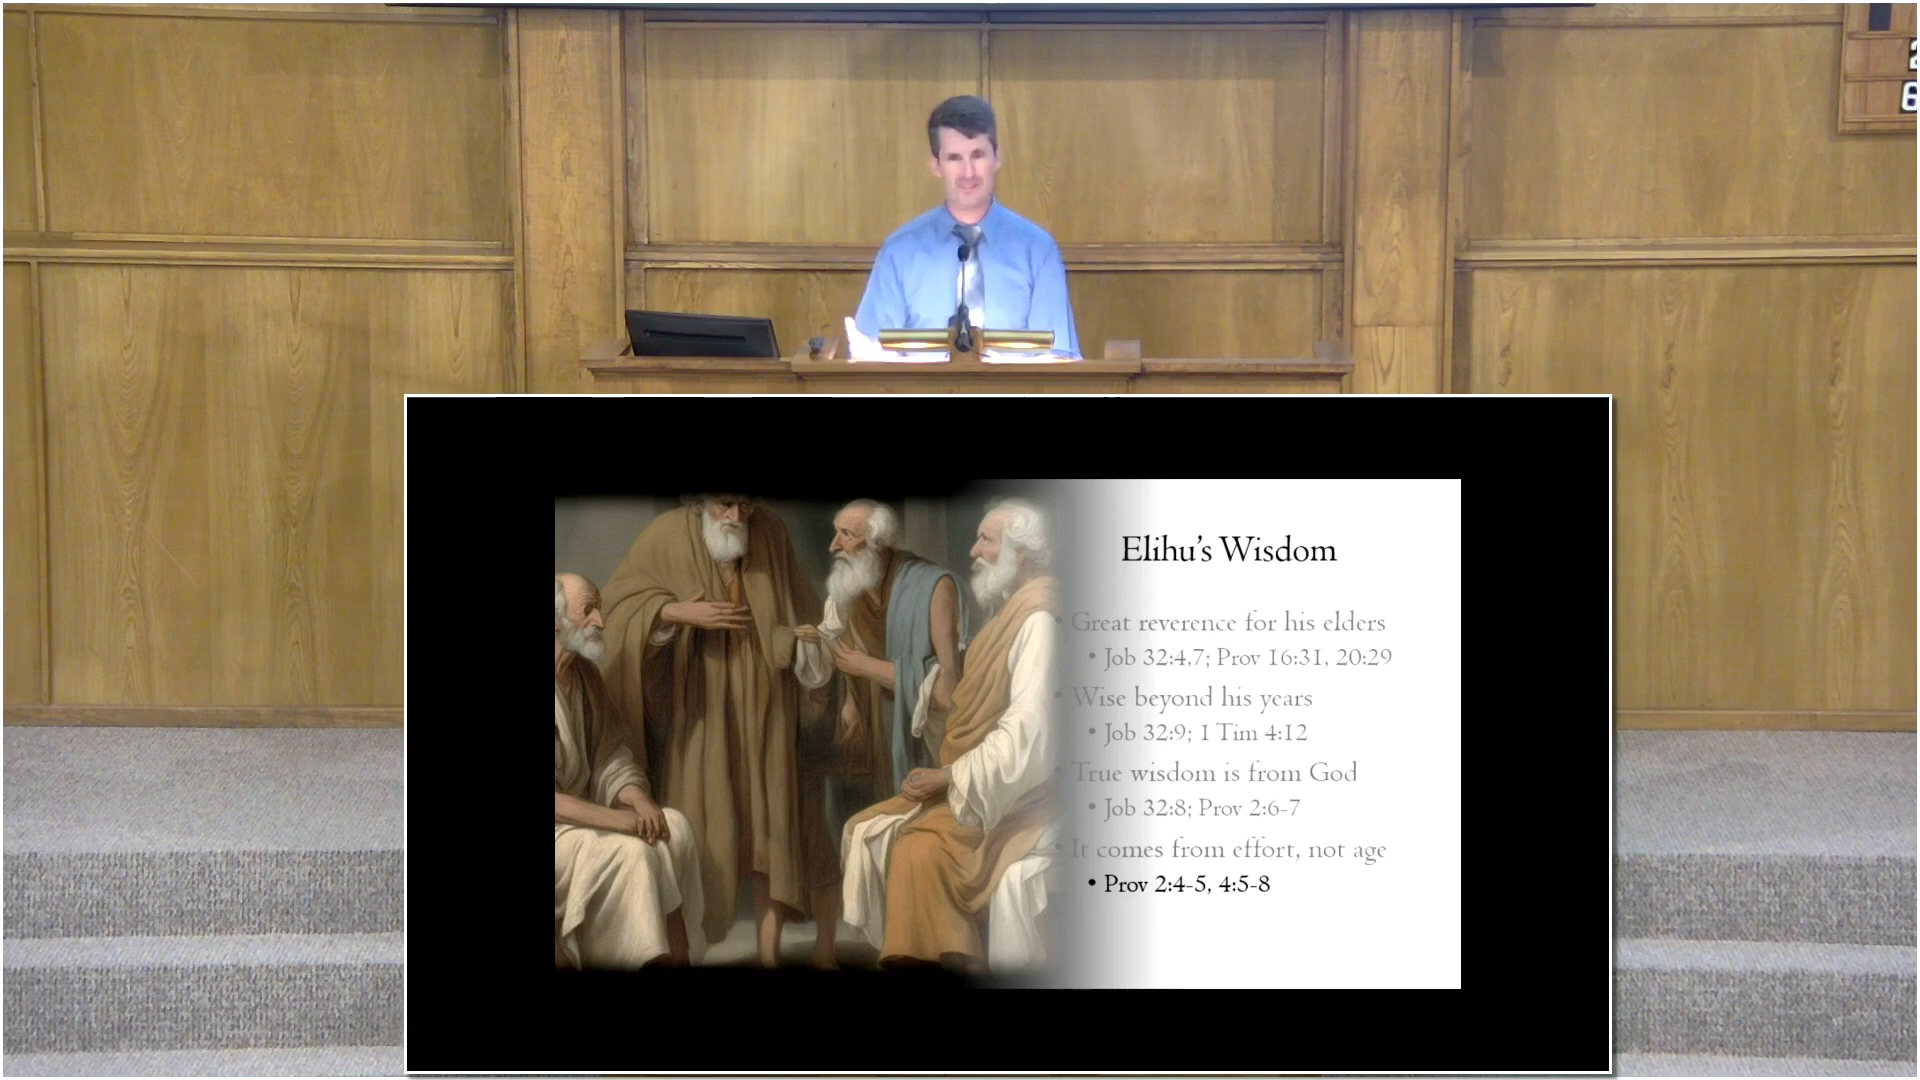 2
6
Elihu's Wisdom
• Great reverence for his elders
• Job 32:4,7; Prov 16:31, 20:29
• Wise beyond his years
• Job 32:9; 1 Tim 4:12
• True wisdom is from God
• Job 32:8; Prov 2:6-7
• It comes from effort, not age
• Prov 2:4-5, 4:5-8